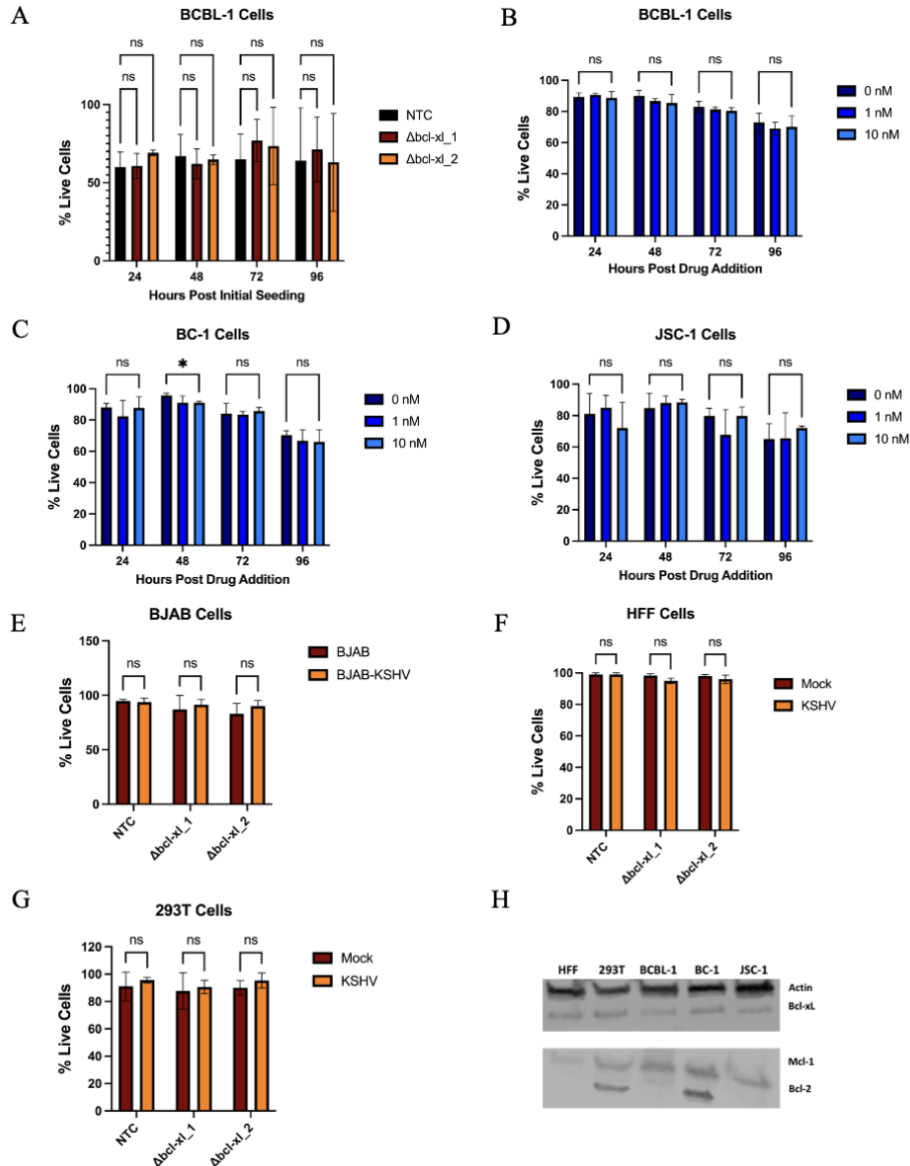 A
BCBL-1 Cells
ns ns ns ns
ns ns ns ns
100
50
0
% Live Cells
24 48 72 96
Hours Post Initial Seeding
NTC
Δbcl-xl_1
Δbcl-xl_2
B
BCBL-1 Cells
ns ns ns ns
100
80
60
40
20
0
% Live Cells
24 48 72 96
Hours Post Drug Addition
0 nM
1 nM
10 nM
C
BC-1 Cells
ns * ns ns
100
80
60
40
20
0
% Live Cells
24 48 72 96
Hours Post Drug Addition
0 nM
1 nM
10 nM
D
JSC-1 Cells
ns ns ns ns
100
80
60
40
20
0
% Live Cells
24 48 72 96
Hours Post Drug Addition
0 nM
1 nM
10 nM
E
BJAB Cells
ns ns ns
150
100
50
0
% Live Cells
NTC Δbcl-xl_1 Δbcl-xl_2
BJAB
BJAB-KSHV
F
HFF Cells
ns ns ns
100
80
60
40
20
0
% Live Cells
NTC Δbcl-xl_1 Δbcl-xl_2
Mock
KSHV
G
293T Cells
ns ns ns
120
100
80
60
40
20
0
% Live Cells
NTC Δbcl-xl_1 Δbcl-xl_2
Mock
KSHV
H
HFF 293T BCBL-1 BC-1 JSC-1
Actin
Bcl-xL
Mcl-1
Bcl-2